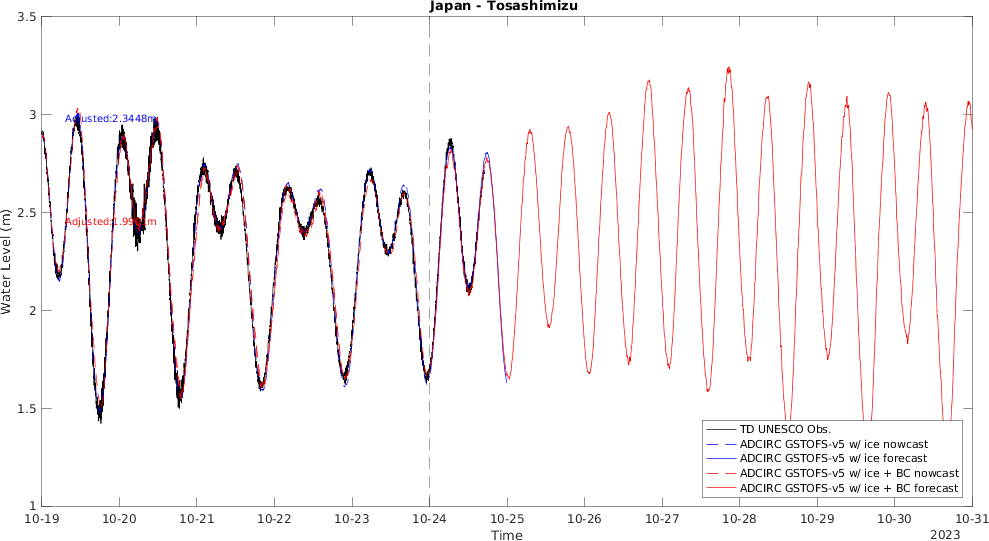 Japan - Tosashimizu
3.5
3
2.5
2
1.5
1
Water Level (m)
Adjusted:2.3448m
10-19
10-20
10-21
10-22
10-23
10-24
10-25
10-26
10-27
10-28
10-29
10-30
10-31
Time
2023
TD UNESCO Obs.
ADCIRC GSTOFS-v5 w/ ice nowcast
ADCIRC GSTOFS-v5 w/ ice forecast
ADCIRC GSTOFS-v5 w/ ice + BC nowcast
ADCIRC GSTOFS-v5 w/ ice + BC forecast